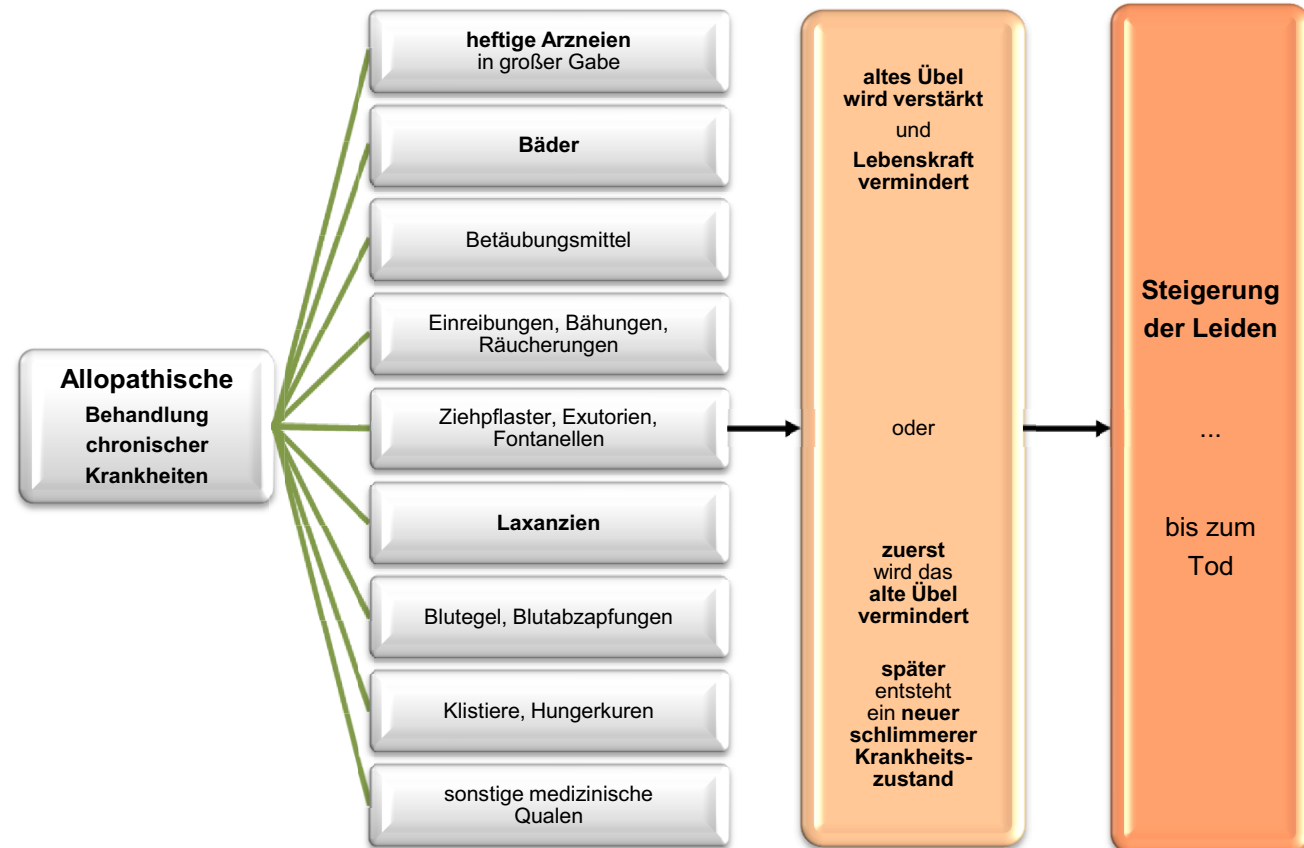 Allopathische
Behandlung
chronischer
Krankheiten
heftige Arzneien
in großer Gabe
Bäder
Betäubungsmittel
Einreibungen, Bähungen,
Räucherungen
Ziehpflaster, Exutorien,
Fontanellen
Laxanzien
Blutegel, Blutabzapfungen
Klistiere, Hungerkuren
sonstige medizinische
Qualen
altes Übel
wird verstärkt
und
Lebenskraft
vermindert
oder
zuerst
wird das
alte Übel
vermindert
später
entsteht
ein neuer
schlimmerer
Krankheits-
zustand
Steigerung
der Leiden
...
bis zum
Tod